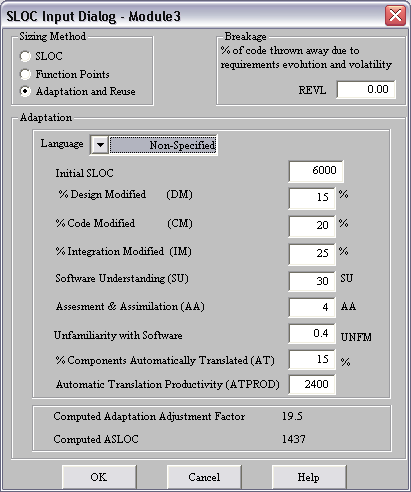 SLOC Input Dialog - Module3
Sizing Method
SLOC
Function Points
Adaptation and Reuse
Breakage
% of code thrown away due to
requirements evolution and volatility
REVL 0.00
Adaptation
Language Non-Specified
Initial SLOC 6000
% Design Modified (DM) 15 %
% Code Modified (CM) 20 %
% Integration Modified (IM) 25 %
Software Understanding (SU) 30 SU
Assesment & Assimilation (AA) 4 AA
Unfamiliarity with Software 0.4 UNFM
% Components Automatically Translated (AT) 15 %
Automatic Translation Productivity (ATPROD) 2400
Computed Adaptation Adjustment Factor 19.5
Computed ASLOC 1437
OK Cancel Help